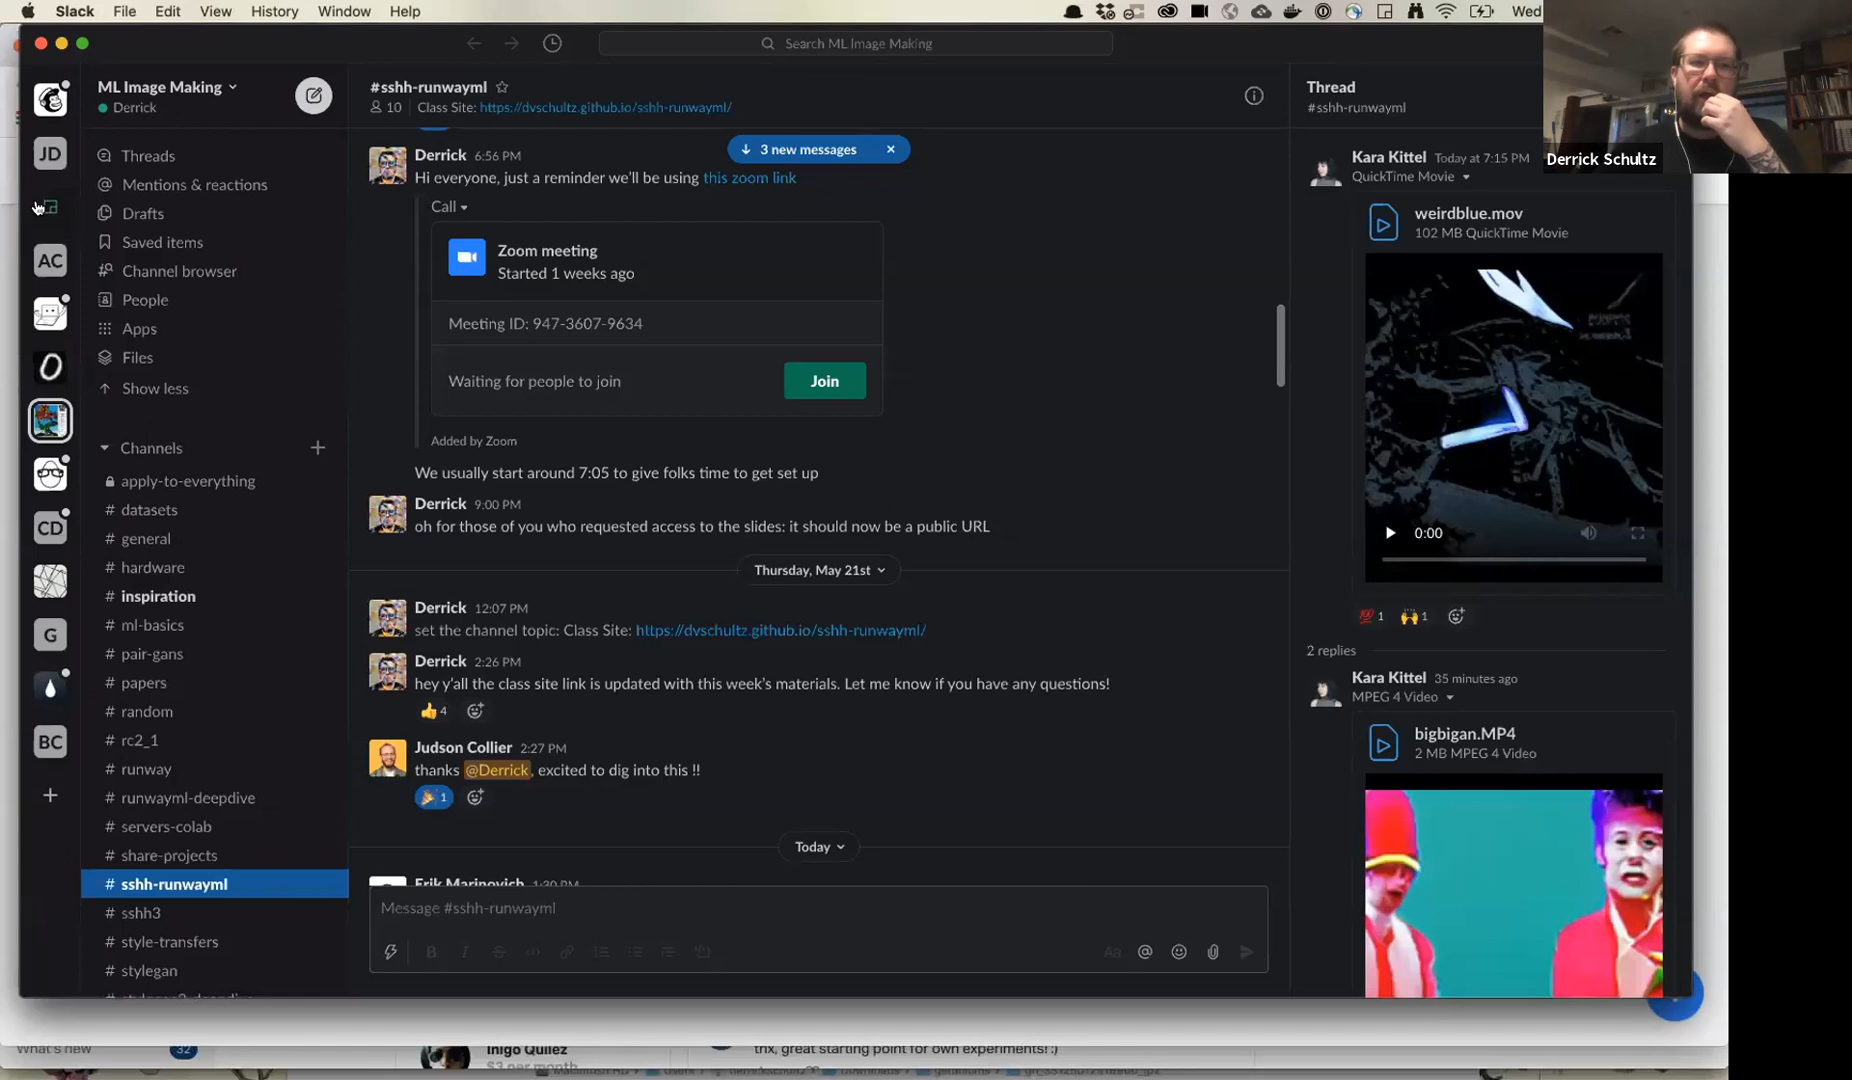 Slack File Edit View History Window Help
Wed
Search ML Image Making
ML Image Making
Derrick
JD
AC
CD
G
BC
Threads
Mentions & reactions
Drafts
Saved items
Channel browser
People
Apps
Files
Show less
Channels
apply-to-everything
# datasets
# general
# hardware
# inspiration
# ml-basics
# pair-gans
# papers
# random
# rc2_1
# runway
# runwayml-deepdive
# servers-colab
# share-projects
# sshh-runwayml
# sshh3
# style-transfers
# stylegan
#sshh-runwayml
10 Class Site: https://dvschultz.github.io/sshh-runwayml/
3 new messages
Derrick 6:56 PM
Hi everyone, just a reminder we'll be using this zoom link
Call
Zoom meeting
Started 1 weeks ago
Meeting ID: 947-3607-9634
Waiting for people to join
Join
Added by Zoom
We usually start around 7:05 to give folks time to get set up
Derrick 9:00 PM
oh for those of you who requested access to the slides: it should now be a public URL
Thursday, May 21st
Derrick 12:07 PM
set the channel topic: Class Site: https://dvschultz.github.io/sshh-runwayml/
Derrick 2:26 PM
hey y'all the class site link is updated with this week's materials. Let me know if you have any questions!
4
Judson Collier 2:27 PM
thanks @Derrick, excited to dig into this !!
1
Today
Erik Marinovich 1:30 PM
Message #sshh-runwayml
B I S
Aa
Thread
#sshh-runwayml
Kara Kittel Today at 7:15 PM
QuickTime Movie
weirdblue.mov
102 MB QuickTime Movie
0:00
1 1
2 replies
Kara Kittel 35 minutes ago
MPEG 4 Video
bigbigan.MP4
2 MB MPEG 4 Video
Derrick Schultz
What's new 32
Inigo Quilez
$3 per month
thx, great starting point for own experiments! :)